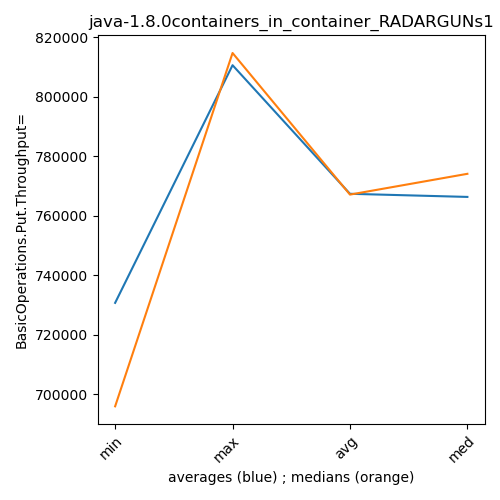 java-1.8.0containers_in_container_RADARGUNs1
BasicOperations.Put.Throughput=
820000
800000
780000
760000
740000
720000
700000
min
max
avg
med
averages (blue) ; medians (orange)